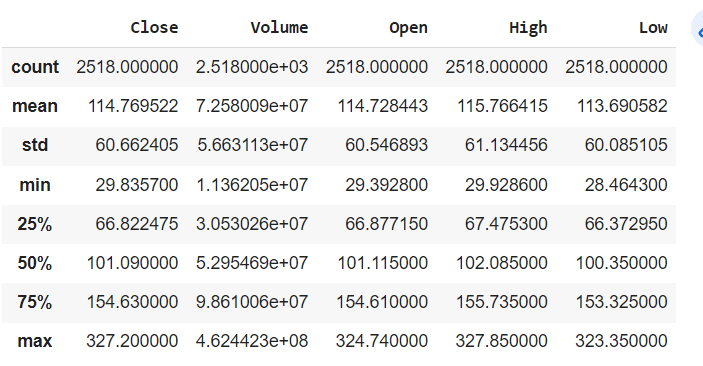 Close Volume Open High Low
count 2518.000000 2.518000e+03 2518.000000 2518.000000 2518.000000
mean 114.769522 7.258009e+07 114.728443 115.766415 113.690582
std 60.662405 5.663113e+07 60.546893 61.134456 60.085105
min 29.835700 1.136205e+07 29.392800 29.928600 28.464300
25% 66.822475 3.053026e+07 66.877150 67.475300 66.372950
50% 101.090000 5.295469e+07 101.115000 102.085000 100.350000
75% 154.630000 9.861006e+07 154.610000 155.735000 153.325000
max 327.200000 4.624423e+08 324.740000 327.850000 323.350000